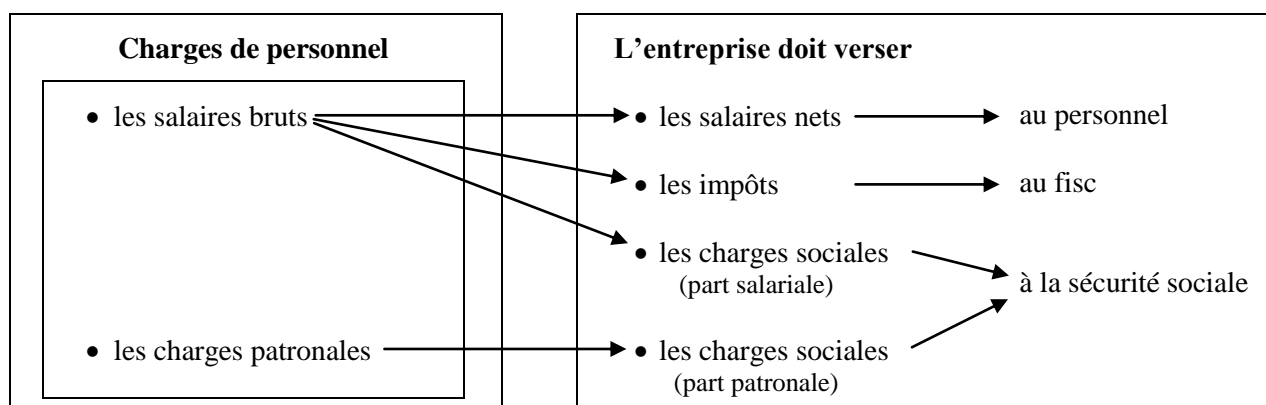 Charges de personnel
• les salaires bruts
• les charges patronales
L’entreprise doit verser
• les salaires nets
au personnel
• les impôts
au fisc
• les charges sociales
(part salariale)
à la sécurité sociale
• les charges sociales
(part patronale)